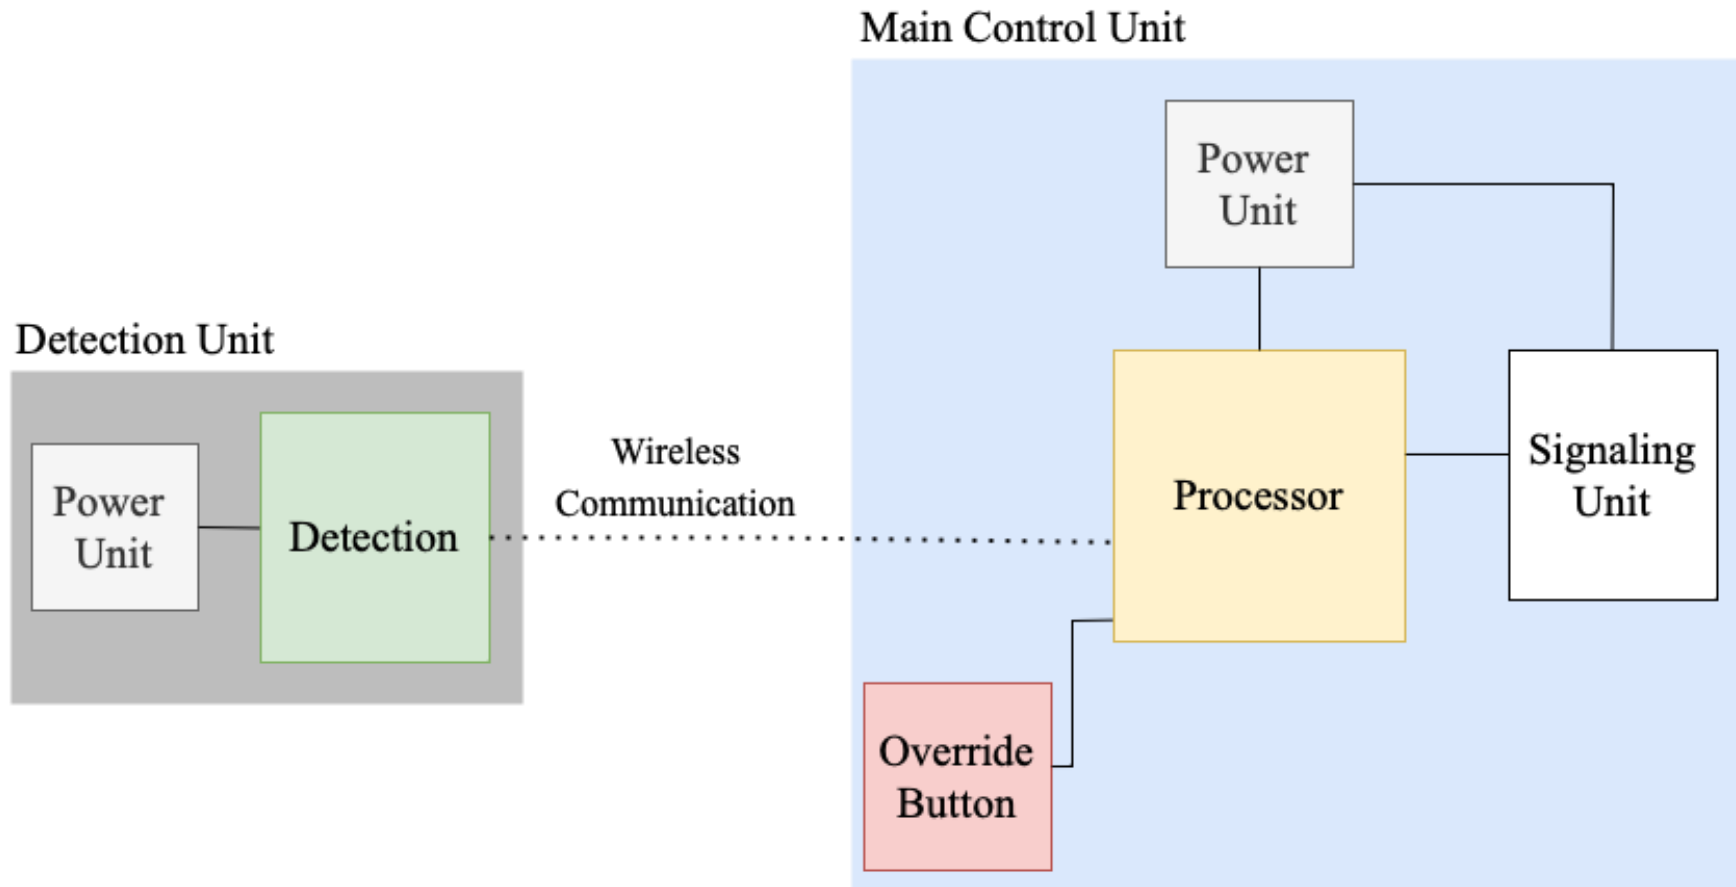 Main Control Unit
Power
Unit
Detection Unit
Power
Unit
Detection
Wireless
Communication
Processor
Signaling
Unit
Override
Button